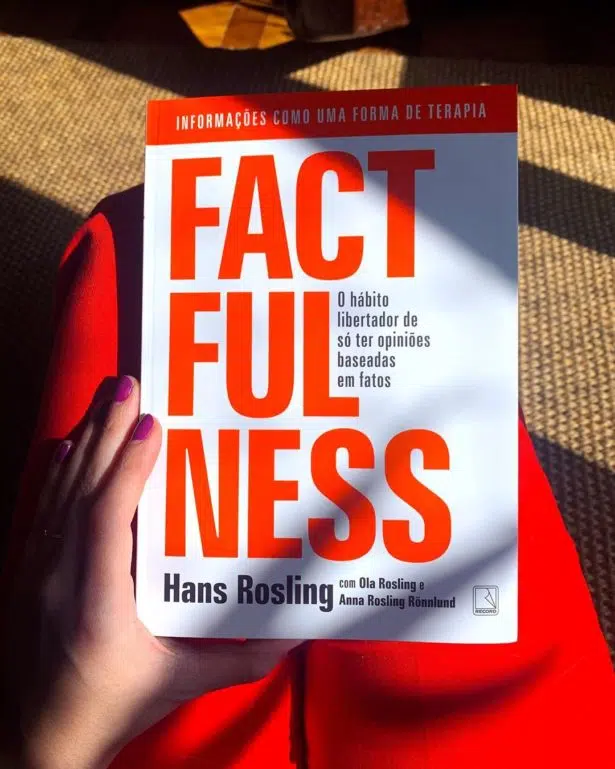 INFORMAÇÕES COMO UMA FORMA DE TERAPIA
FACT
FUL
O hábito
libertador de
só ter opiniões
baseadas
em fatos
NESS
Hans Rosling
com Ola Rosling e
Anna Rosling Rönnlund
RECORD